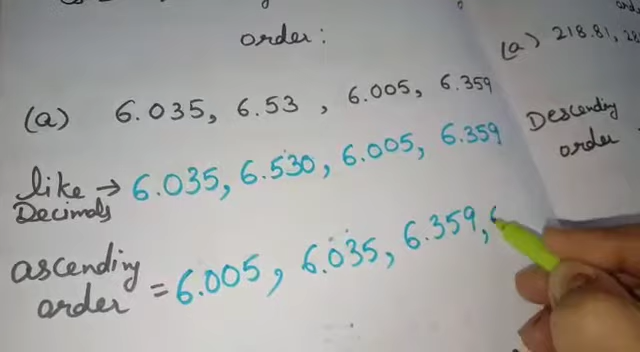 order:
(a) 6.035, 6.53 , 6.005, 6.359
like → 6.035, 6.530, 6.005, 6.359
Decimals
ascending
order = 6.005, 6.035, 6.359,
(a) 218.81,
Descending
order